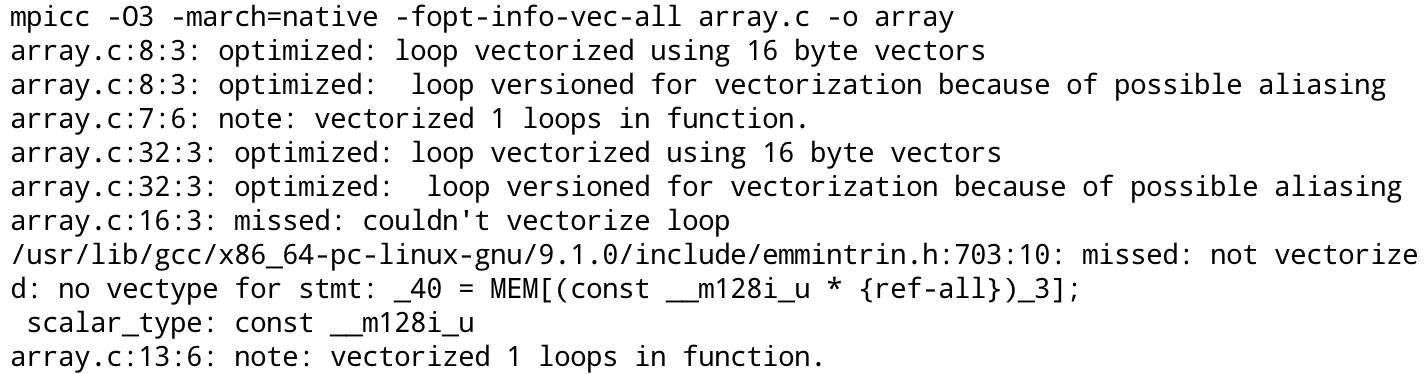 mpicc -O3 -march=native -fopt-info-vec-all array.c -o array
array.c:8:3: optimized: loop vectorized using 16 byte vectors
array.c:8:3: optimized:  loop versioned for vectorization because of possible aliasing
array.c:7:6: note: vectorized 1 loops in function.
array.c:32:3: optimized: loop vectorized using 16 byte vectors
array.c:32:3: optimized:  loop versioned for vectorization because of possible aliasing
array.c:16:3: missed: couldn't vectorize loop
/usr/lib/gcc/x86_64-pc-linux-gnu/9.1.0/include/emmintrin.h:703:10: missed: not vectorize
d: no vectype for stmt: _40 = MEM[(const __m128i_u * {ref-all})_3];
 scalar_type: const __m128i_u
array.c:13:6: note: vectorized 1 loops in function.